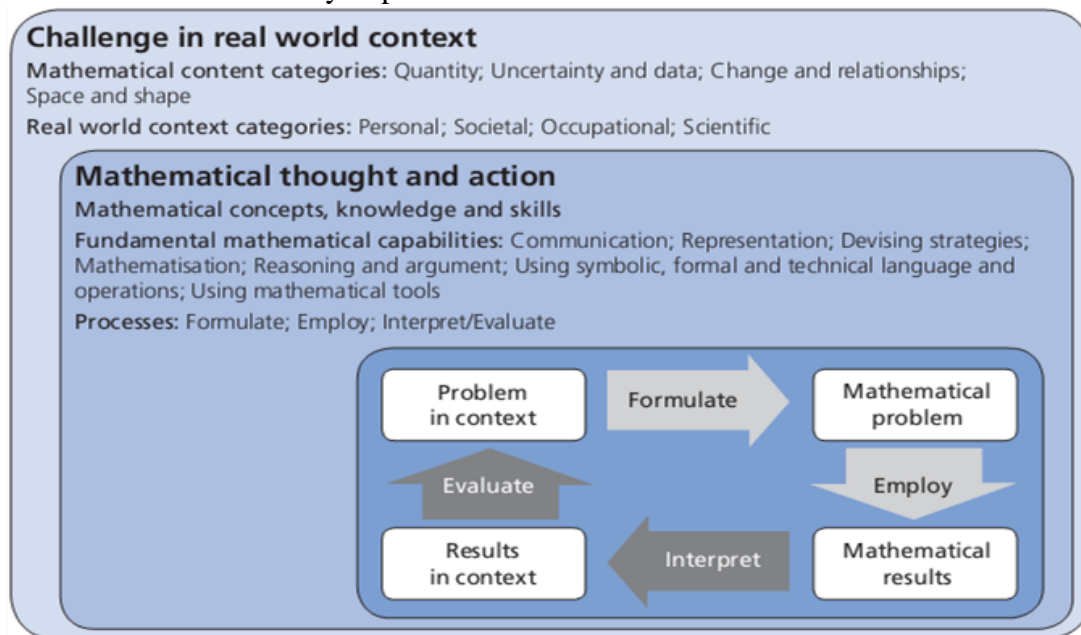 Challenge in real world context
Mathematical content categories: Quantity; Uncertainty and data; Change and relationships;
Space and shape
Real world context categories: Personal; Societal; Occupational; Scientific
Mathematical thought and action
Mathematical concepts, knowledge and skills
Fundamental mathematical capabilities: Communication; Representation; Devising strategies;
Mathematisation; Reasoning and argument; Using symbolic, formal and technical language and
operations; Using mathematical tools
Processes: Formulate; Employ; Interpret/Evaluate
Problem
in context
Formulate
Mathematical
problem
Evaluate
Employ
Results
in context
Interpret
Mathematical
results